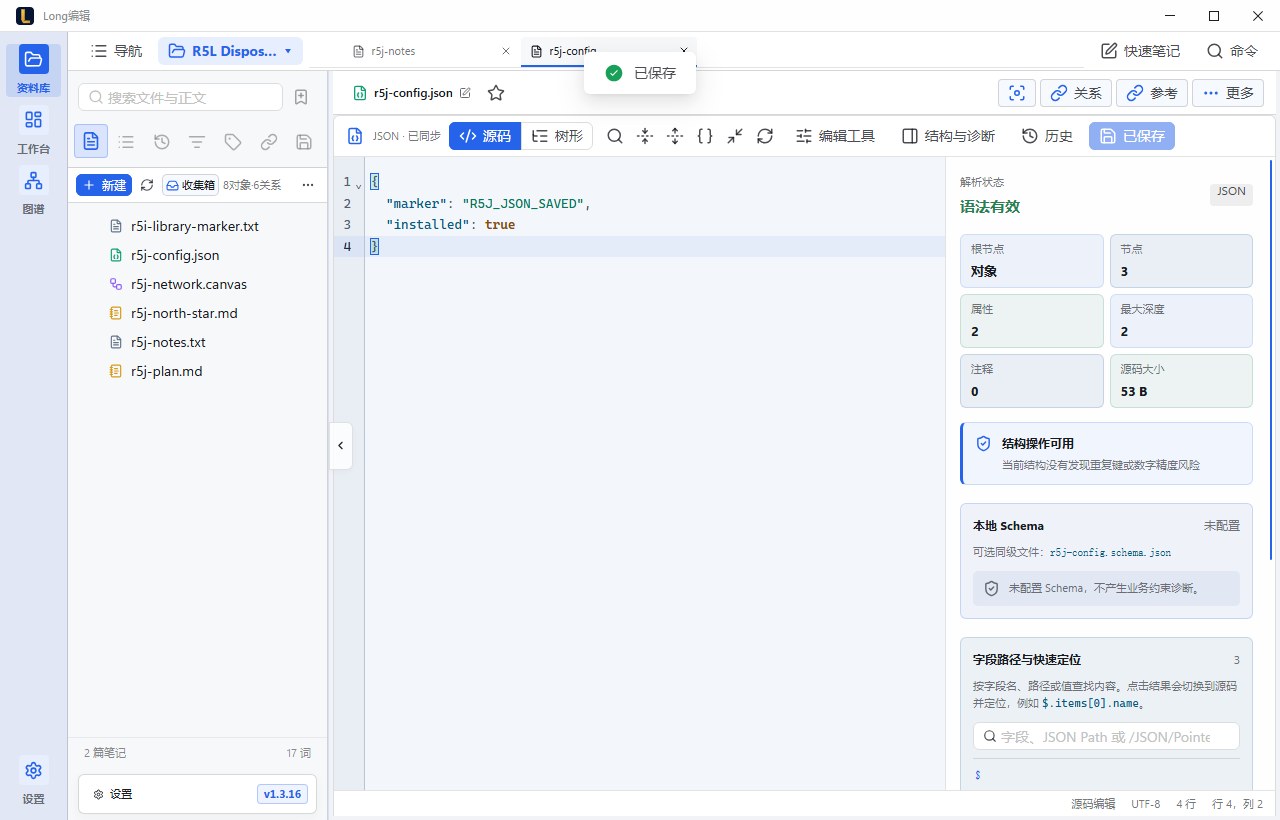 Long编辑
导航
R5L Dispos...
r5j-notes
r5j-config
快速笔记
命令
已保存
资料库
工作台
图谱
设置
搜索文件与正文
新建
收集箱
8对象·6关系
r5i-library-marker.txt
r5j-config.json
r5j-network.canvas
r5j-north-star.md
r5j-notes.txt
r5j-plan.md
2 篇笔记
17 词
设置
v1.3.16
r5j-config.json
关系
参考
更多
JSON · 已同步
源码
树形
编辑工具
结构与诊断
历史
已保存
1 {
2 "marker": "R5J_JSON_SAVED",
3 "installed": true
4 }
解析状态
语法有效
JSON
根节点
对象
节点
3
属性
2
最大深度
2
注释
0
源码大小
53 B
结构操作可用
当前结构没有发现重复键或数字精度风险
本地 Schema
未配置
可选同级文件: r5j-config.schema.json
未配置 Schema，不产生业务约束诊断。
字段路径与快速定位
3
按字段名、路径或值查找内容。点击结果会切换到源码
并定位，例如 $.items[0].name。
字段、JSON Path 或 /JSON/Pointe
$
源码编辑
UTF-8
4 行
行 4，列 2